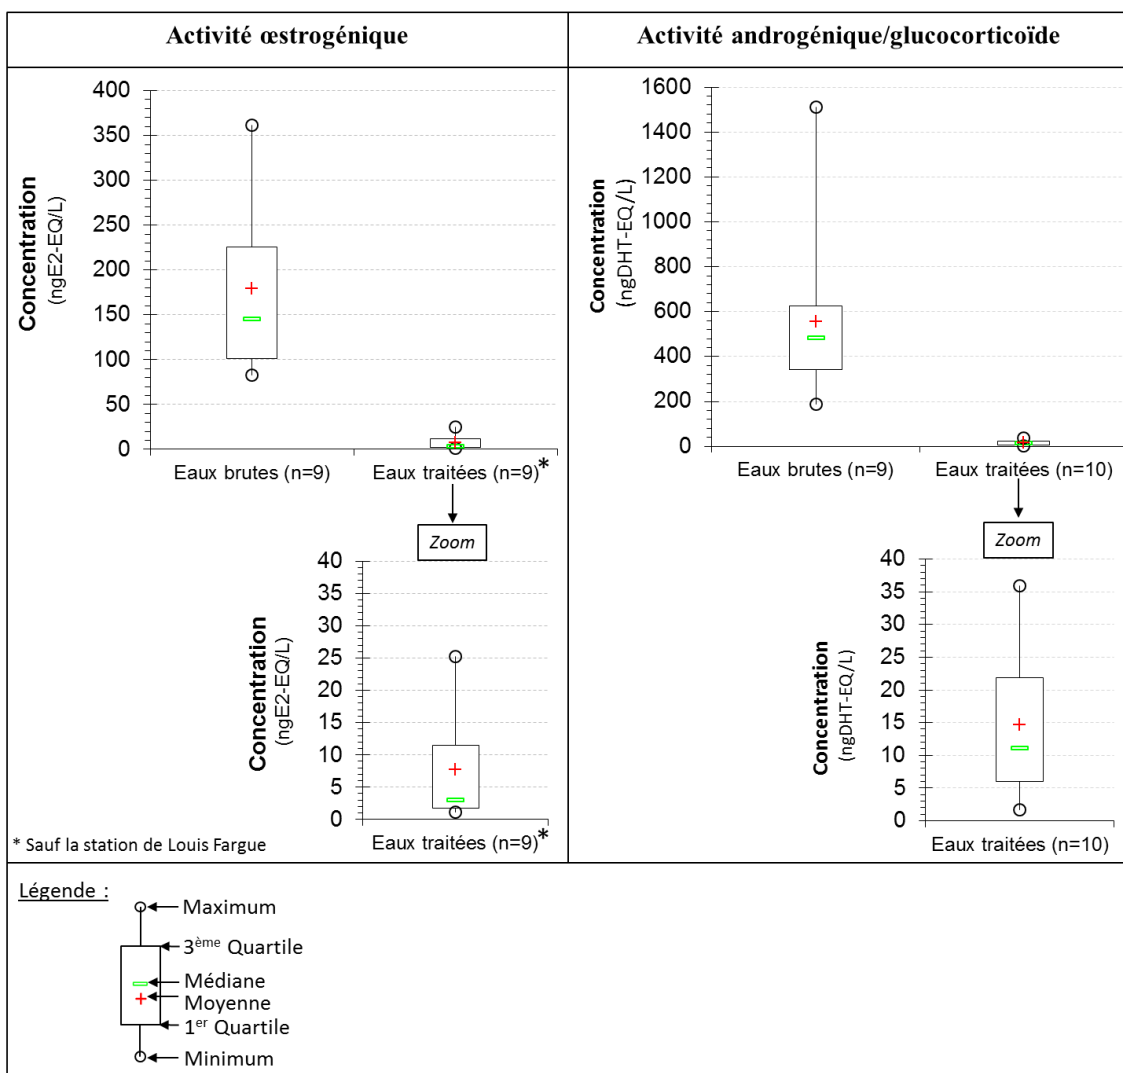 Activité œstrogénique
Activité androgénique/glucocorticoïde
400
350
300
250
200
150
100
50
0
Concentration
(ngE2-EQ/L)
Eaux brutes (n=9)
Eaux traitées (n=9)*
Zoom
40
35
30
25
20
15
10
5
0
Concentration
(ngE2-EQ/L)
Eaux traitées (n=9)*
* Sauf la station de Louis Fargue
1600
1400
1200
1000
800
600
400
200
0
Concentration
(ngDHT-EQ/L)
Eaux brutes (n=9)
Eaux traitées (n=10)
Zoom
40
35
30
25
20
15
10
5
0
Concentration
(ngDHT-EQ/L)
Eaux traitées (n=10)
Légende :
Maximum
3ème Quartile
Médiane
Moyenne
1er Quartile
Minimum